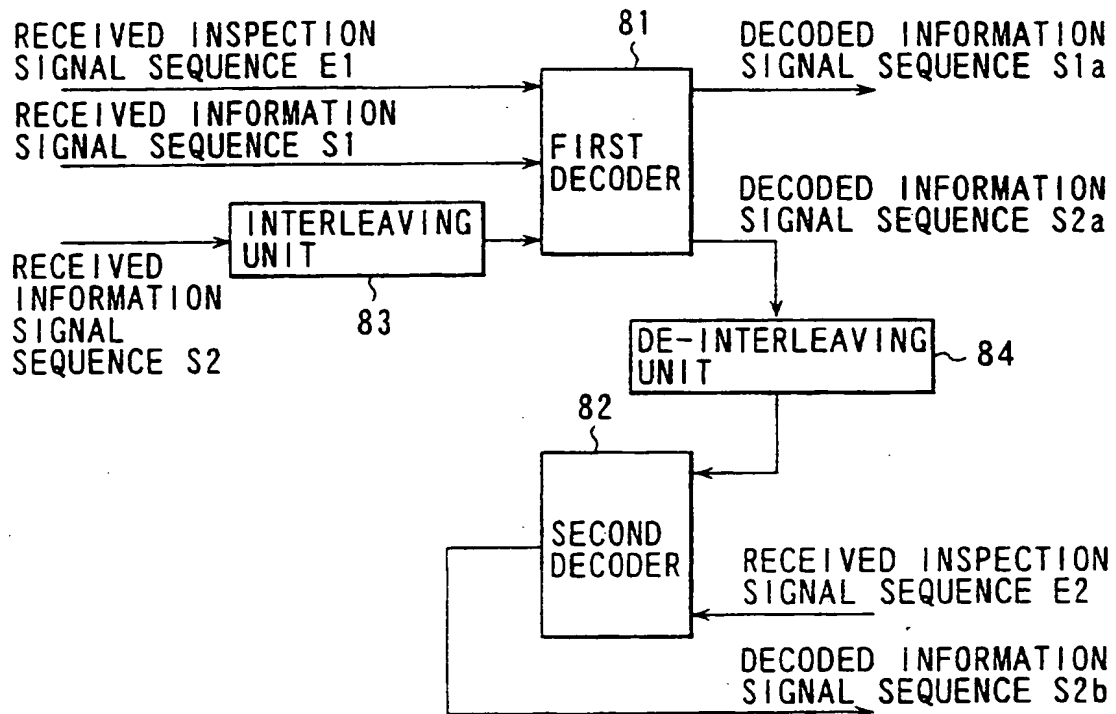 RECEIVED INSPECTION
SIGNAL SEQUENCE E1
RECEIVED INFORMATION
SIGNAL SEQUENCE S1
81
FIRST
DECODER
DECODED INFORMATION
SIGNAL SEQUENCE S1a
DECODED INFORMATION
SIGNAL SEQUENCE S2a
INTERLEAVING
UNIT
83
RECEIVED
INFORMATION
SIGNAL
SEQUENCE S2
DE-INTERLEAVING
UNIT
84
82
SECOND
DECODER
RECEIVED INSPECTION
SIGNAL SEQUENCE E2
DECODED INFORMATION
SIGNAL SEQUENCE S2b